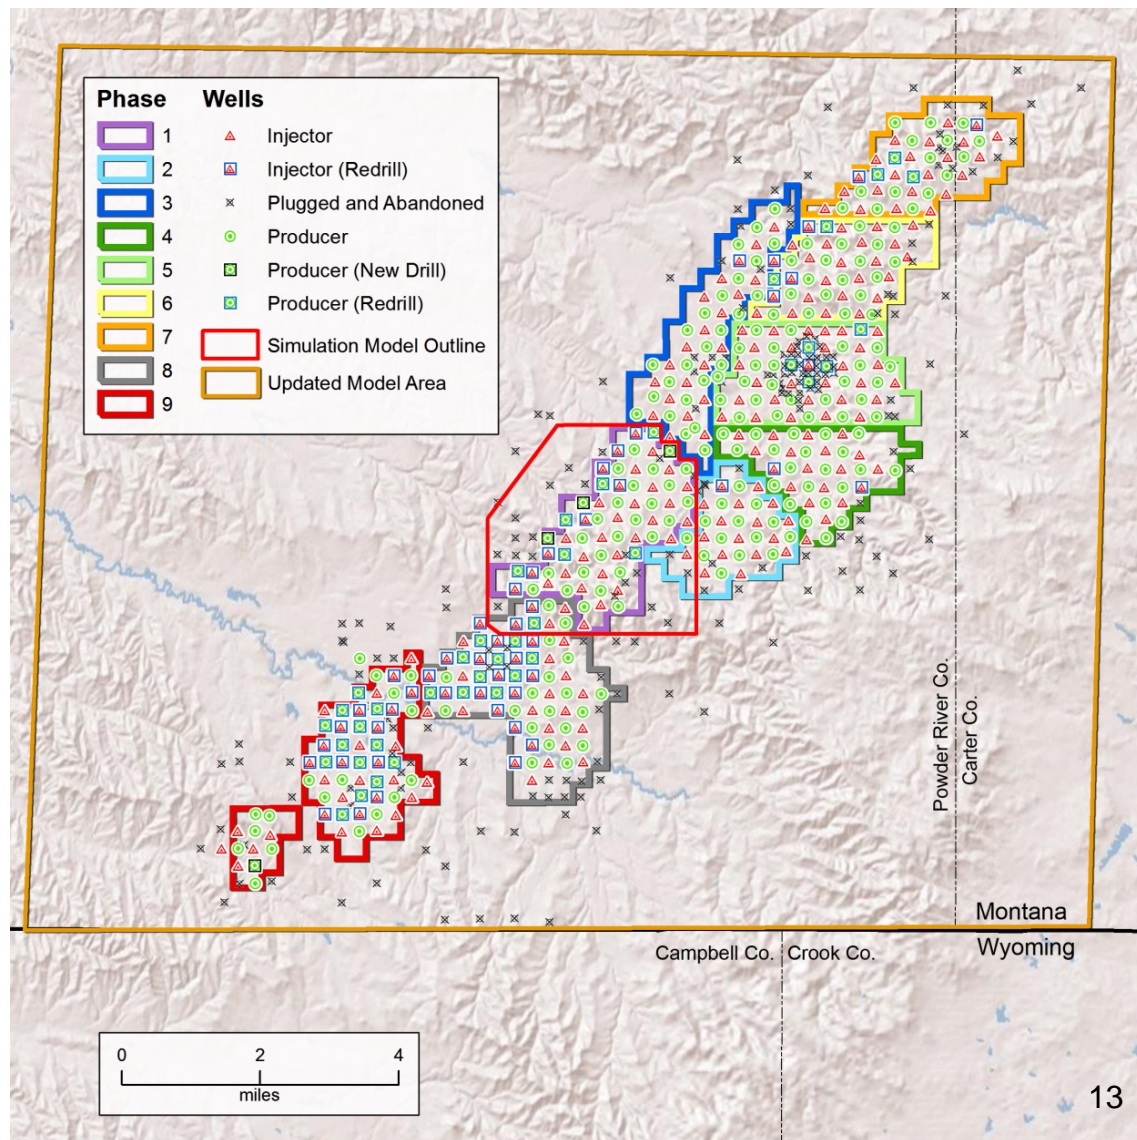 Phase Wells
1 Injector
2 Injector (Redrill)
3 Plugged and Abandoned
4 Producer
5 Producer (New Drill)
6 Producer (Redrill)
7 Simulation Model Outline
8 Updated Model Area
9
Powder River Co.
Carter Co.
Montana
Wyoming
Campbell Co. Crook Co.
0 2 4
miles
13